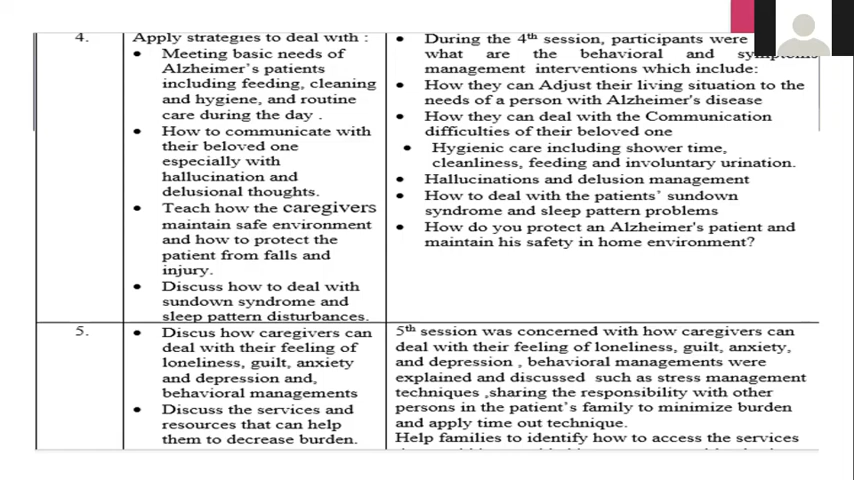 4.
Apply strategies to deal with :
• Meeting basic needs of
Alzheimer's patients
including feeding, cleaning
and hygiene, and routine
care during the day .
• How to communicate with
their beloved one
especially with
hallucination and
delusional thoughts.
• Teach how the caregivers
maintain safe environment
and how to protect the
patient from falls and
injury.
• Discuss how to deal with
sundown syndrome and
sleep pattern disturbances.
• During the 4th session, participants were
what are the behavioral and symptoms
management interventions which include:
• How they can Adjust their living situation to the
needs of a person with Alzheimer's disease
• How they can deal with the Communication
difficulties of their beloved one
• Hygienic care including shower time,
cleanliness, feeding and involuntary urination.
• Hallucinations and delusion management
• How to deal with the patients' sundown
syndrome and sleep pattern problems
• How do you protect an Alzheimer's patient and
maintain his safety in home environment?
5.
• Discus how caregivers can
deal with their feeling of
loneliness, guilt, anxiety
and depression and,
behavioral managements
• Discuss the services and
resources that can help
them to decrease burden.
5th session was concerned with how caregivers can
deal with their feeling of loneliness, guilt, anxiety,
and depression , behavioral managements were
explained and discussed such as stress management
techniques ,sharing the responsibility with other
persons in the patient's family to minimize burden
and apply time out technique.
Help families to identify how to access the services